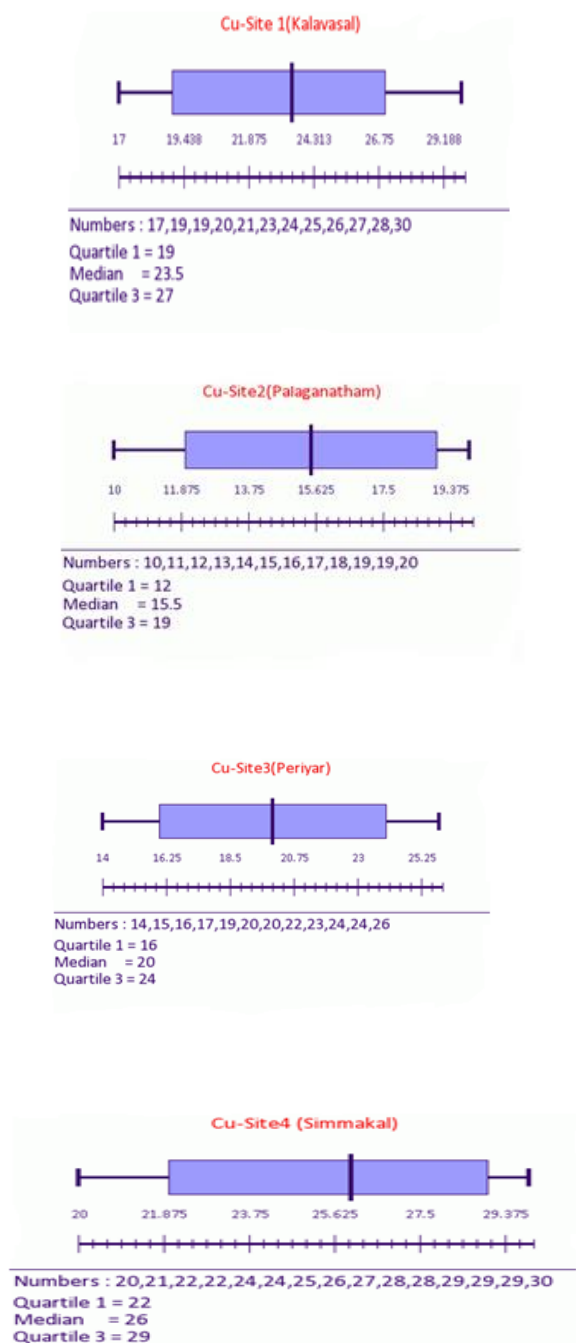 Cu-Site 1(Kalavasal)
17 19.438 21.875 24.313 26.75 29.188
Numbers : 17,19,19,20,21,23,24,25,26,27,28,30
Quartile 1 = 19
Median = 23.5
Quartile 3 = 27
Cu-Site2(Palaganatham)
10 11.875 13.75 15.625 17.5 19.375
Numbers : 10,11,12,13,14,15,16,17,18,19,19,20
Quartile 1 = 12
Median = 15.5
Quartile 3 = 19
Cu-Site3(Periyar)
14 16.25 18.5 20.75 23 25.25
Numbers : 14,15,16,17,19,20,20,22,23,24,24,26
Quartile 1 = 16
Median = 20
Quartile 3 = 24
Cu-Site4 (Simmakal)
20 21.875 23.75 25.625 27.5 29.375
Numbers : 20,21,22,22,24,24,25,26,27,28,28,29,29,29,30
Quartile 1 = 22
Median = 26
Quartile 3 = 29